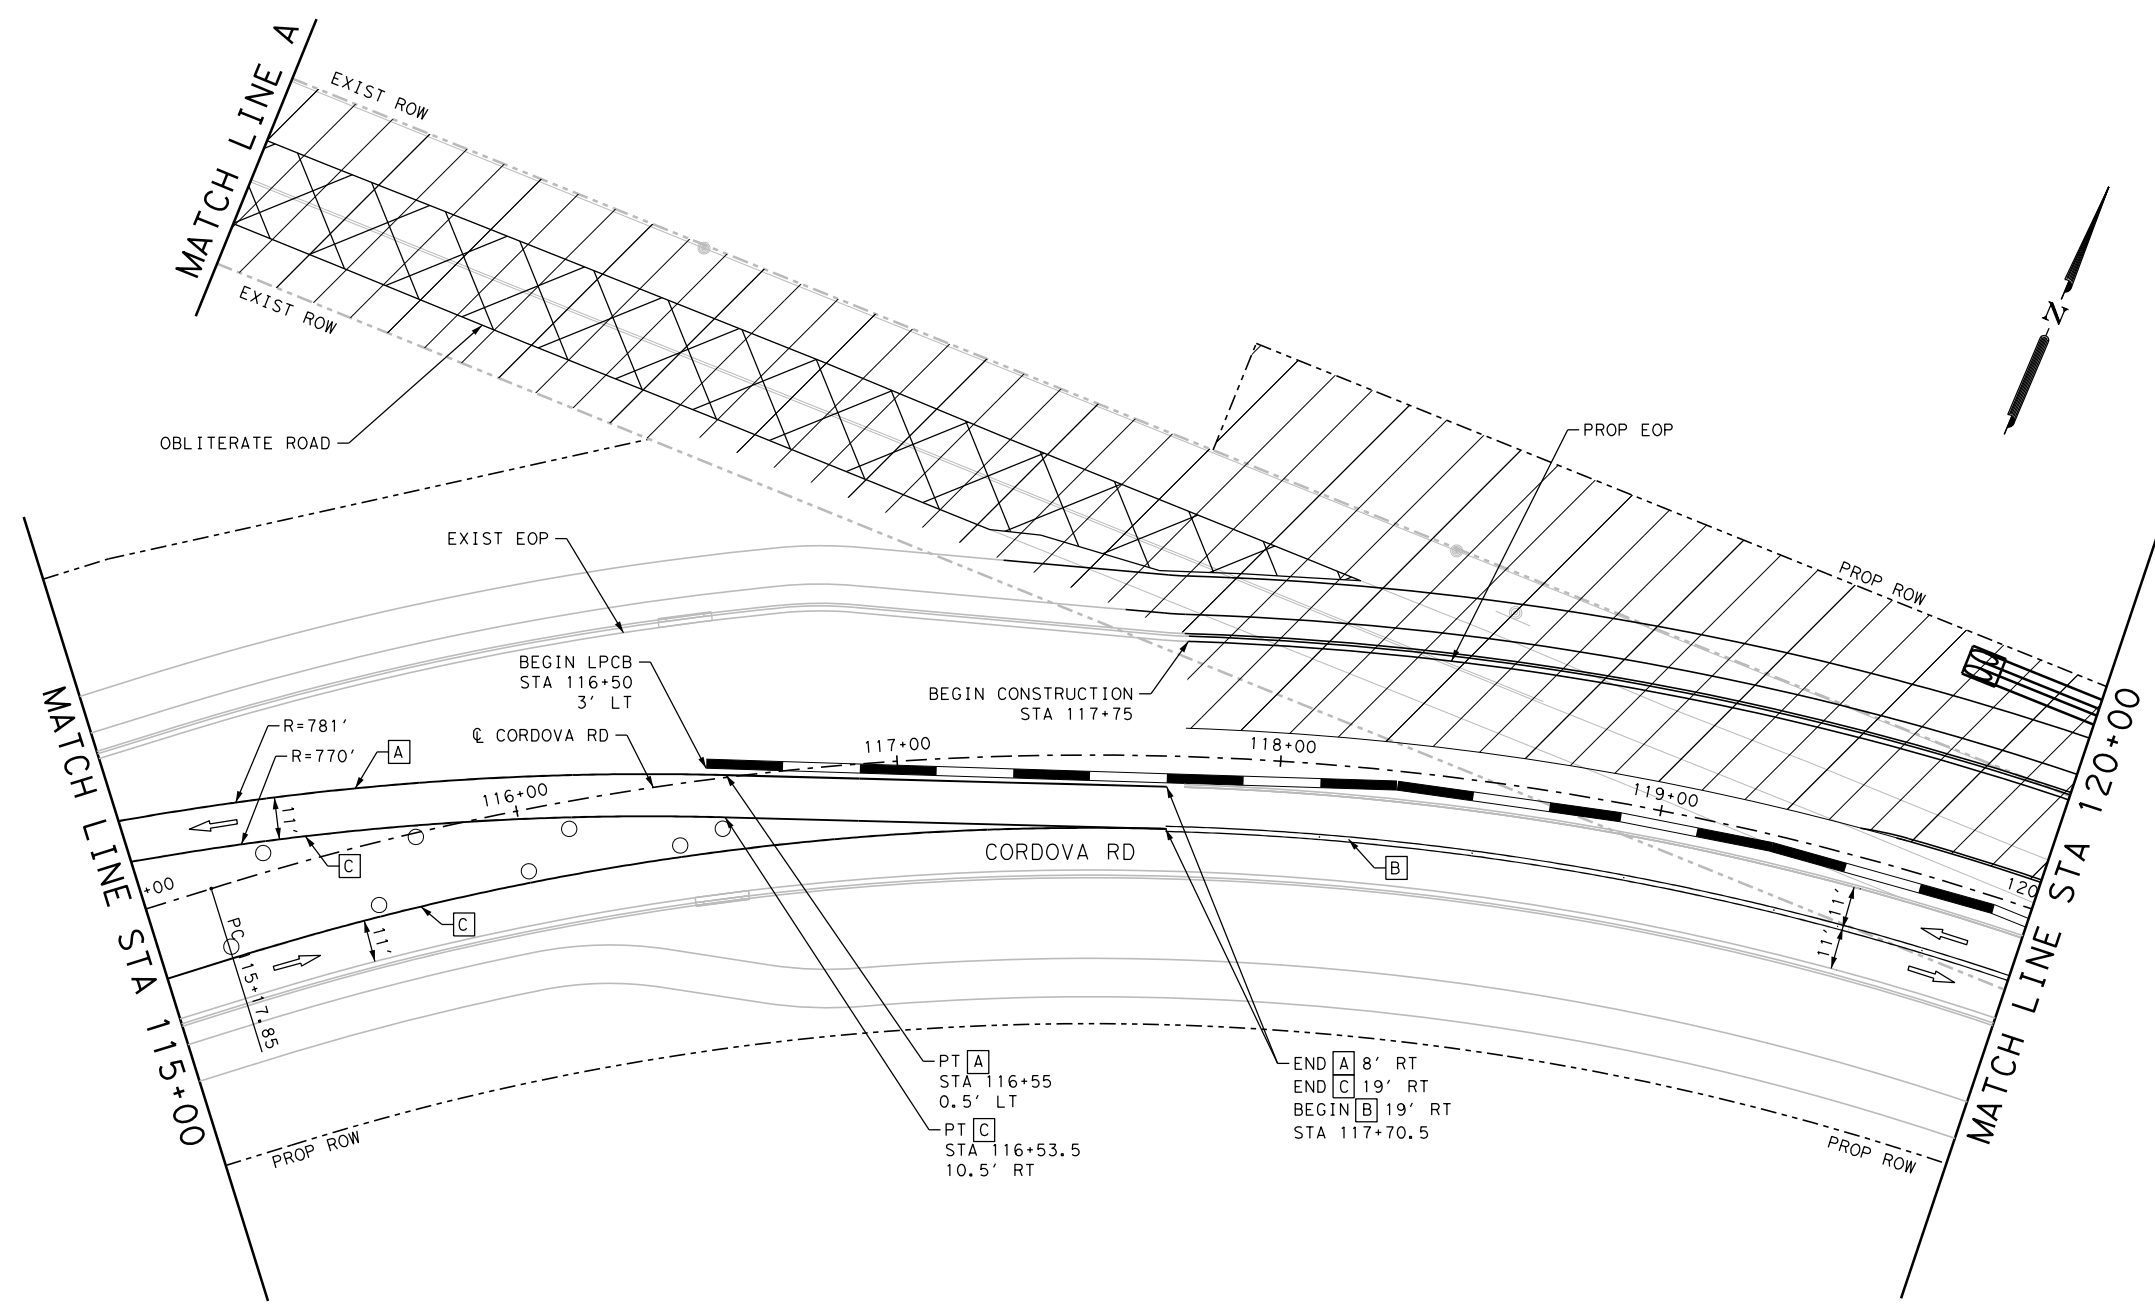 MATCH LINE A
EXIST ROW
EXIST ROW
N
OBLITERATE ROAD
PROP EOP
EXIST EOP
PROP ROW
BEGIN LPCB
STA 116+50
3' LT
BEGIN CONSTRUCTION
STA 117+75
R=781'
R=770'
A
℄ CORDOVA RD
117+00
118+00
119+00
116+00
11'
C
CORDOVA RD
B
+00
120
PC 15+17.85
C
11'
11'
11'
MATCH LINE STA 115+00
MATCH LINE STA 120+00
PT A
STA 116+55
0.5' LT
PT C
STA 116+53.5
10.5' RT
END A 8' RT
END C 19' RT
BEGIN B 19' RT
STA 117+70.5
PROP ROW
PROP ROW